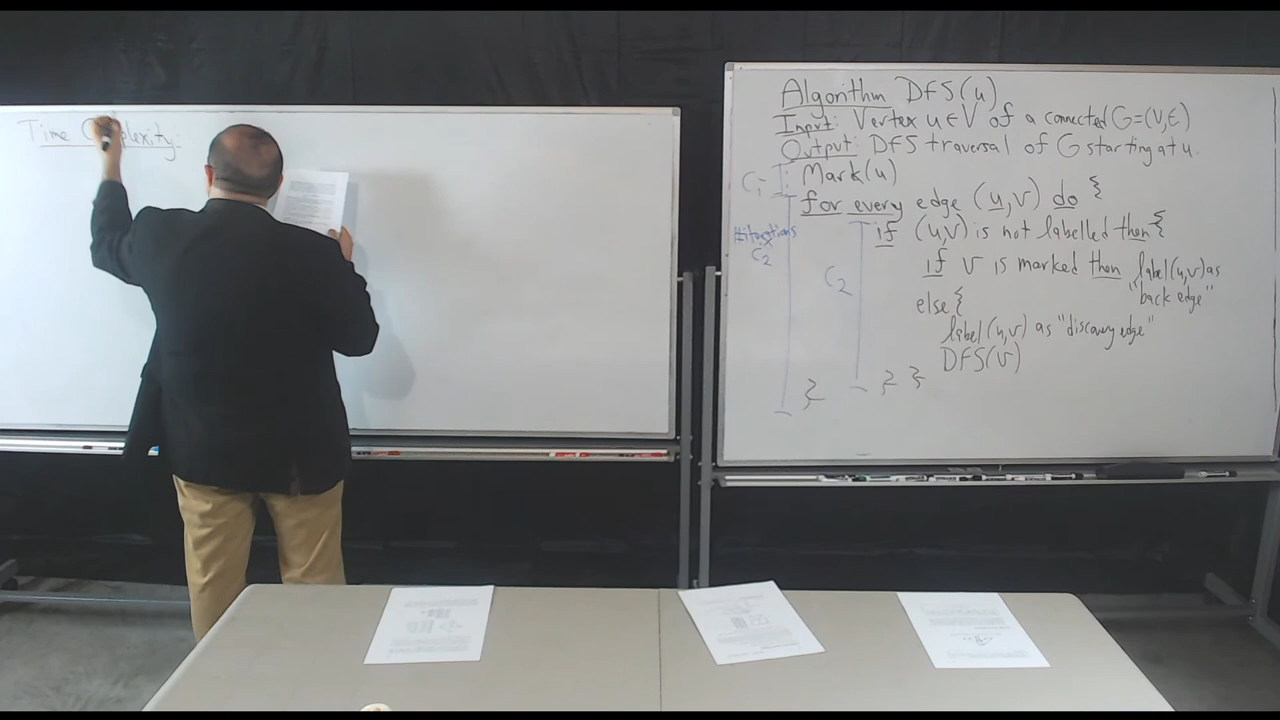 Time Complexity:
Algorithm DFS(u)
Input: Vertex u∈V of a connected G=(V,E)
Output: DFS traversal of G starting at u.
Mark(u)
for every edge (u,v) do {
if (u,v) is not labelled then {
if v is marked then label(u,v) as
"back edge"
else {
label(u,v) as "discovery edge"
DFS(v)
} } }
C₁
#iterations
C₂
C₂